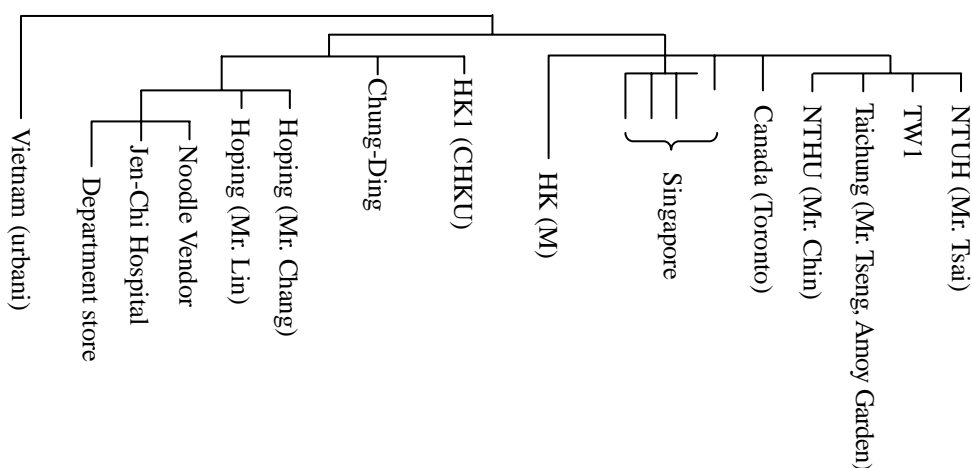 Vietnam (urbani)
Department store
Jen-Chi Hospital
Noodle Vendor
Hoping (Mr. Lin)
Hoping (Mr. Chang)
Chung-Ding
HK1 (CHKU)
HK (M)
Singapore
Canada (Toronto)
NTHU (Mr. Chin)
Taichung (Mr. Tseng, Amoy Garden)
TW1
NTUH (Mr. Tsai)